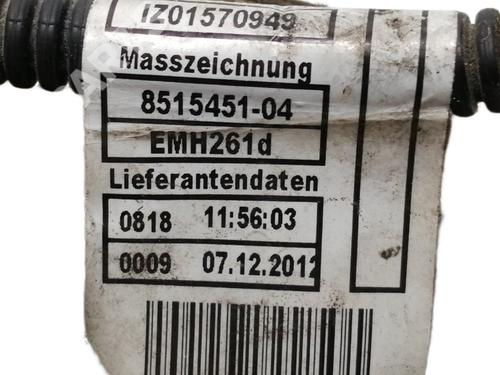 IZ01570949
Masszeichnung
8515451-04
EMH261d
Lieferantendaten
0818 11:56:03
0009 07.12.2012